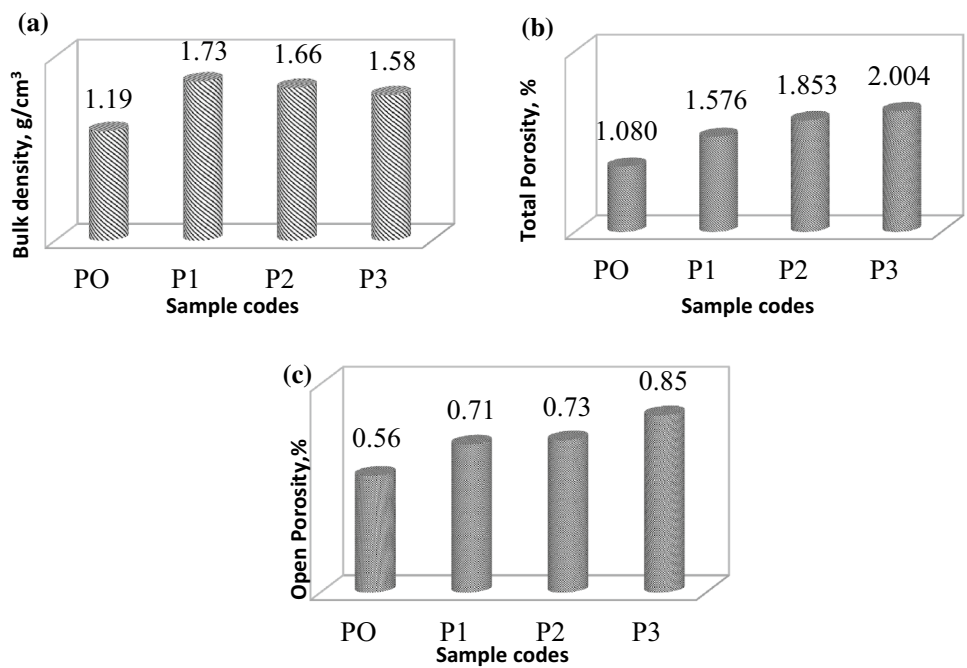 (a)
Bulk density, g/cm³
1.19
1.73
1.66
1.58
PO P1 P2 P3
Sample codes
(b)
Total Porosity, %
1.080
1.576
1.853
2.004
PO P1 P2 P3
Sample codes
(c)
Open Porosity,%
0.56
0.71
0.73
0.85
PO P1 P2 P3
Sample codes